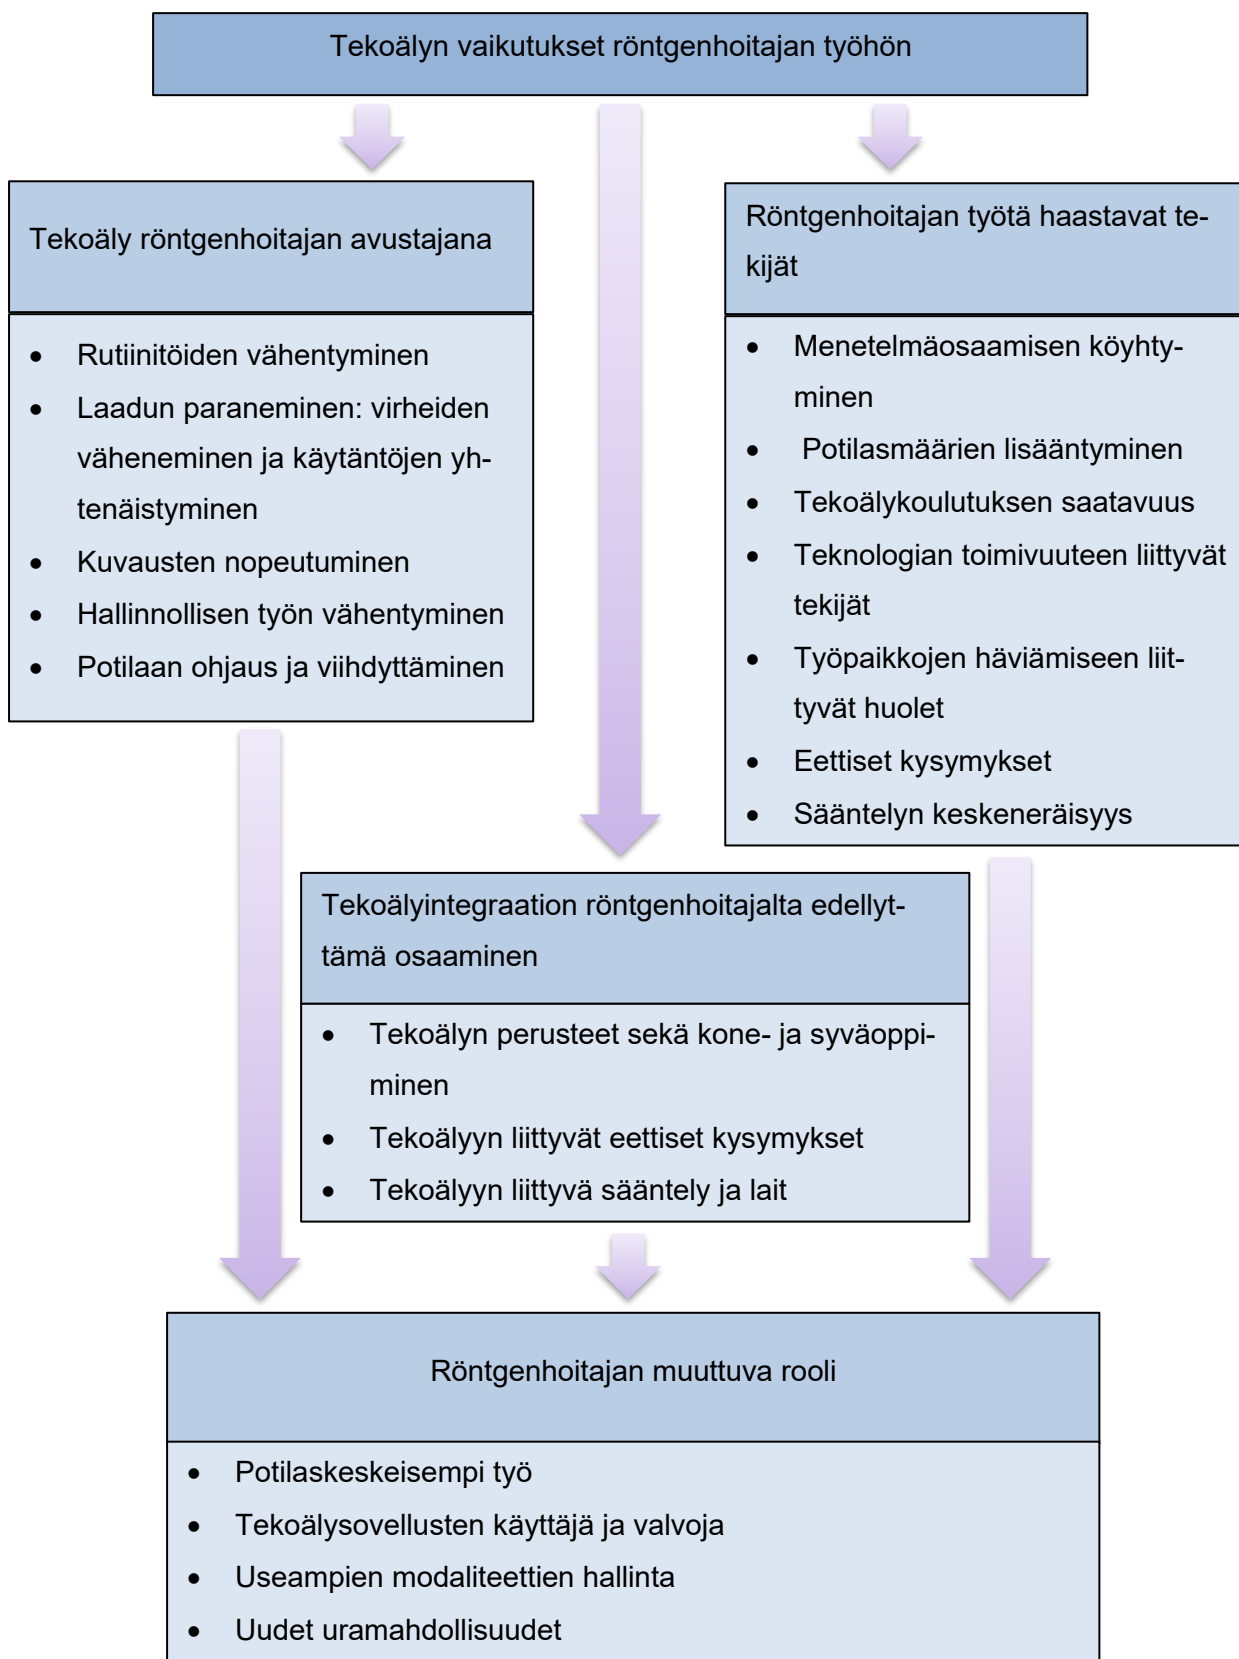 Tekoälyn vaikutukset röntgenhoitajan työhön
Tekoäly röntgenhoitajan avustajana
• Rutiinitöiden vähentyminen
• Laadun paraneminen: virheiden
väheneminen ja käytäntöjen yh-
tenäistyminen
• Kuvausten nopeutuminen
• Hallinnollisen työn vähentyminen
• Potilaan ohjaus ja viihdyttäminen
Röntgenhoitajan työtä haastavat te-
kijät
• Menetelmäosaamisen köyhty-
minen
• Potilasmäärien lisääntyminen
• Tekoälykoulutuksen saatavuus
• Teknologian toimivuuteen liittyvät
tekijät
• Työpaikkojen häviämiseen liit-
tyvät huolet
• Eettiset kysymykset
• Sääntelyn keskeneräisyys
Tekoälyintegraation röntgenhoitajalta edellyt-
tämä osaaminen
• Tekoälyn perusteet sekä kone- ja syväoppi-
minen
• Tekoälyyn liittyvät eettiset kysymykset
• Tekoälyyn liittyvä sääntely ja lait
Röntgenhoitajan muuttuva rooli
• Potilaskeskeisempi työ
• Tekoälysovellusten käyttäjä ja valvoja
• Useampien modaliteettien hallinta
• Uudet uramahdollisuudet